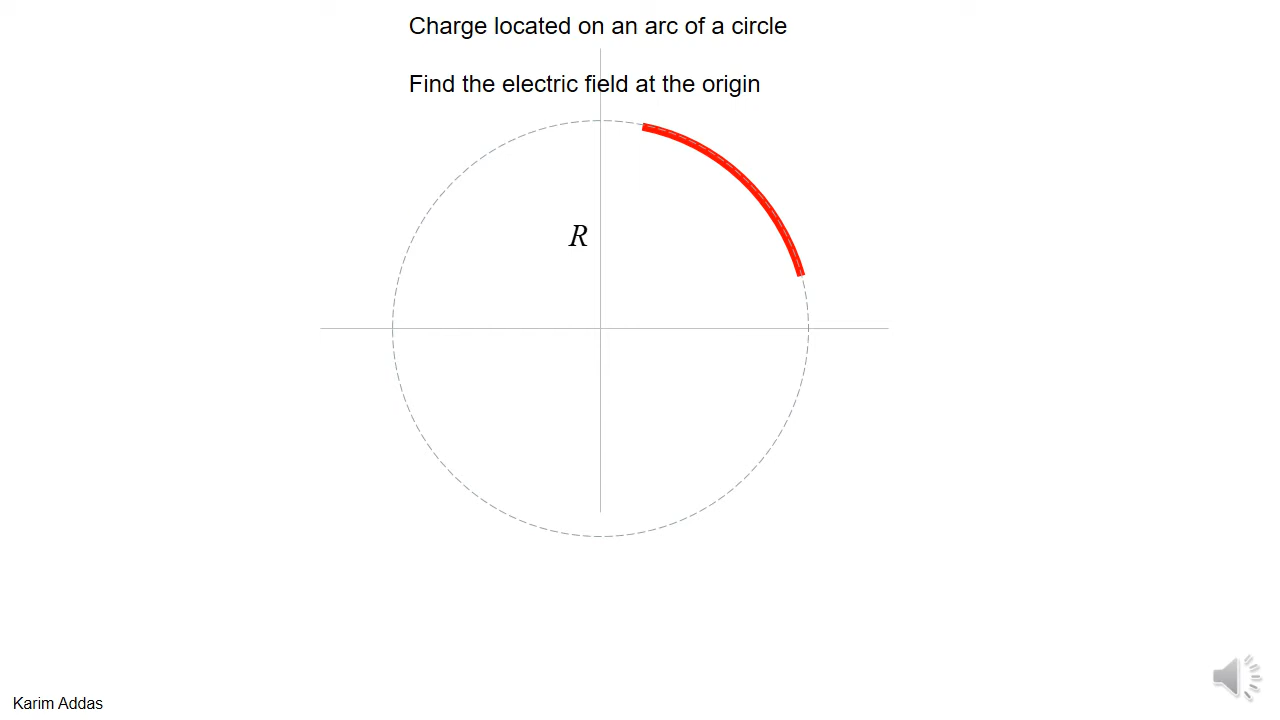 Charge located on an arc of a circle
Find the electric field at the origin
R
Karim Addas